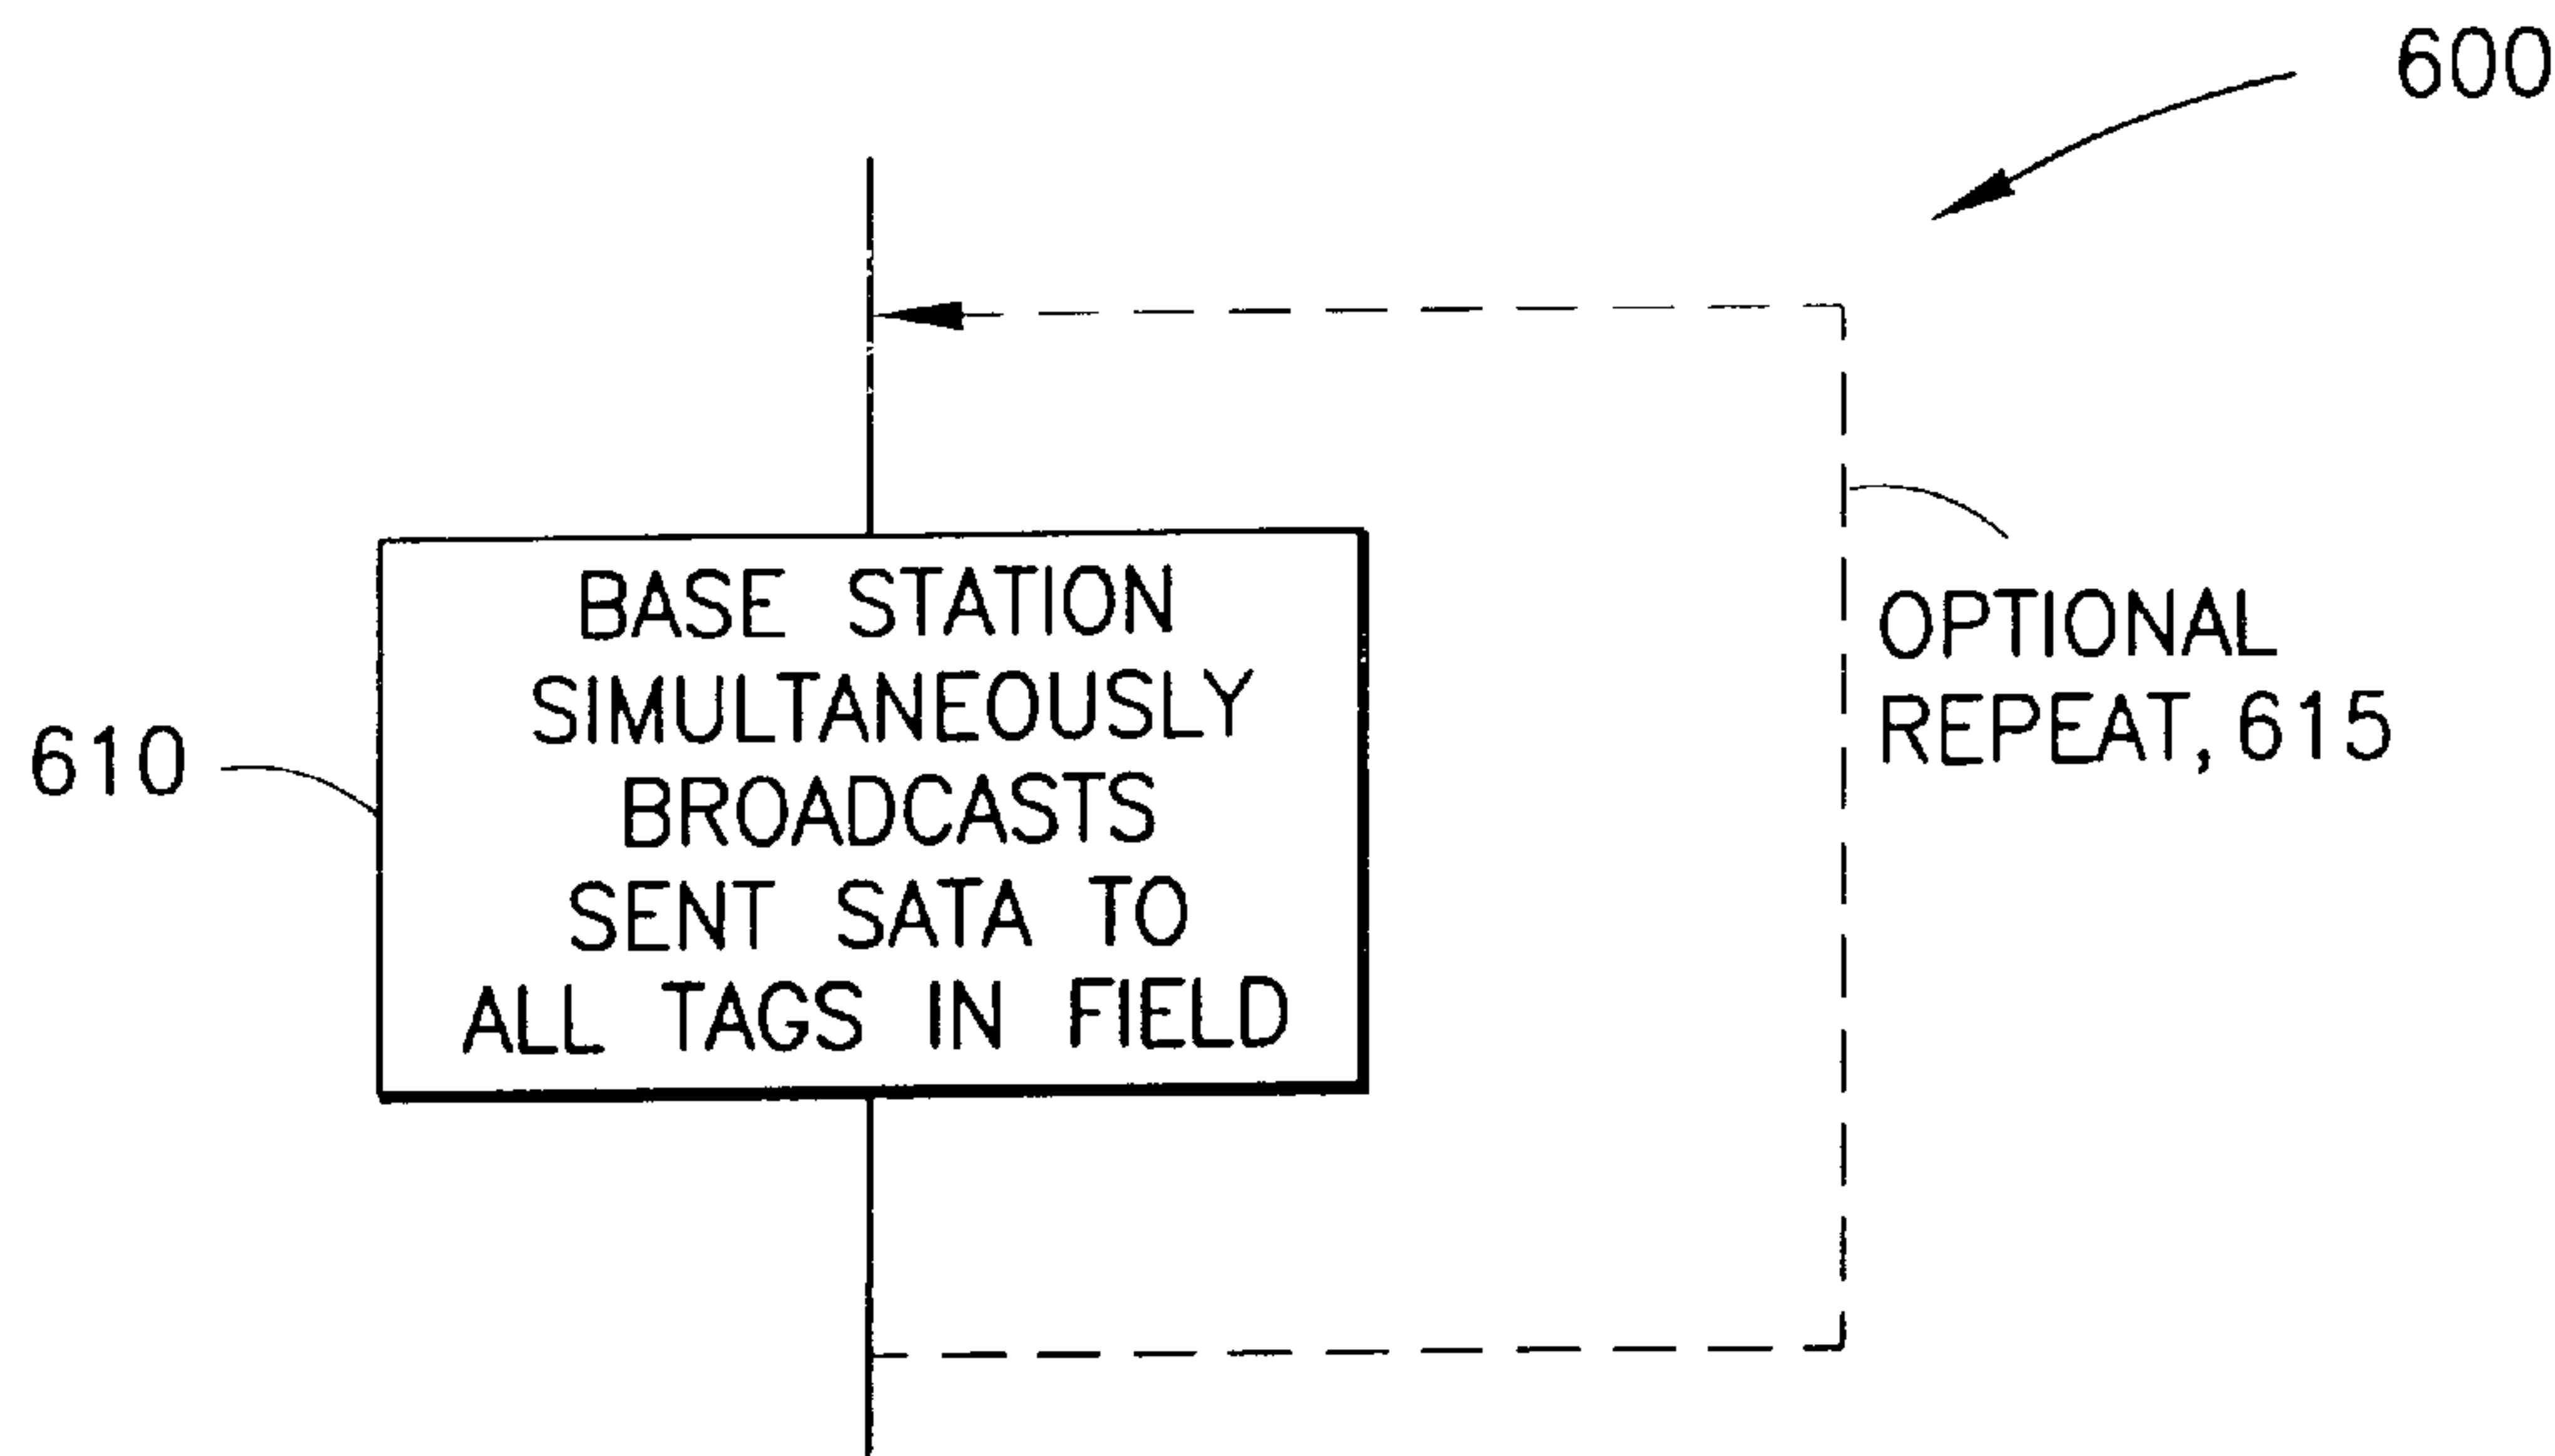 600
BASE STATION
SIMULTANEOUSLY
BROADCASTS
SENT SATA TO
ALL TAGS IN FIELD
610
OPTIONAL
REPEAT, 615